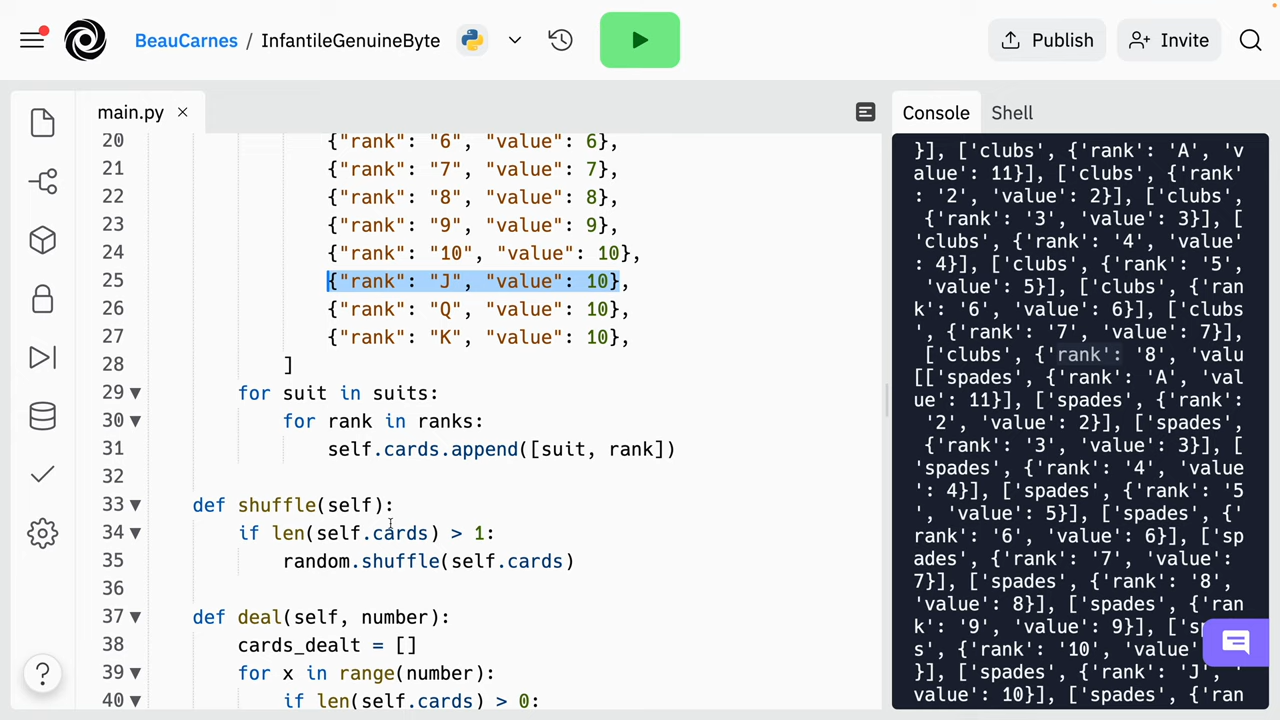 BeauCarnes / InfantileGenuineByte
Publish
Invite
main.py
20 {"rank": "6", "value": 6},
21 {"rank": "7", "value": 7},
22 {"rank": "8", "value": 8},
23 {"rank": "9", "value": 9},
24 {"rank": "10", "value": 10},
25 {"rank": "J", "value": 10},
26 {"rank": "Q", "value": 10},
27 {"rank": "K", "value": 10},
28 ]
29 for suit in suits:
30 for rank in ranks:
31 self.cards.append([suit, rank])
32
33 def shuffle(self):
34 if len(self.cards) > 1:
35 random.shuffle(self.cards)
36
37 def deal(self, number):
38 cards_dealt = []
39 for x in range(number):
40 if len(self.cards) > 0:
?
Console Shell
}], ['clubs', {'rank': 'A', 'v
alue': 11}], ['clubs', {'rank'
: '2', 'value': 2}], ['clubs',
{'rank': '3', 'value': 3}], [
'clubs', {'rank': '4', 'value'
: 4}], ['clubs', {'rank': '5',
'value': 5}], ['clubs', {'ran
k': '6', 'value': 6}], ['clubs
', {'rank': '7', 'value': 7}],
['clubs', {'rank': '8', 'valu
[['spades', {'rank': 'A', 'val
ue': 11}], ['spades', {'rank':
'2', 'value': 2}], ['spades',
{'rank': '3', 'value': 3}], [
'spades', {'rank': '4', 'value
': 4}], ['spades', {'rank': '5
', 'value': 5}], ['spades', {'
rank': '6', 'value': 6}], ['sp
ades', {'rank': '7', 'value':
7}], ['spades', {'rank': '8',
'value': 8}], ['spades', {'ran
k': '9', 'value': 9}], ['s
s', {'rank': '10', 'value'
}], ['spades', {'rank': 'J', '
value': 10}], ['spades', {'ran